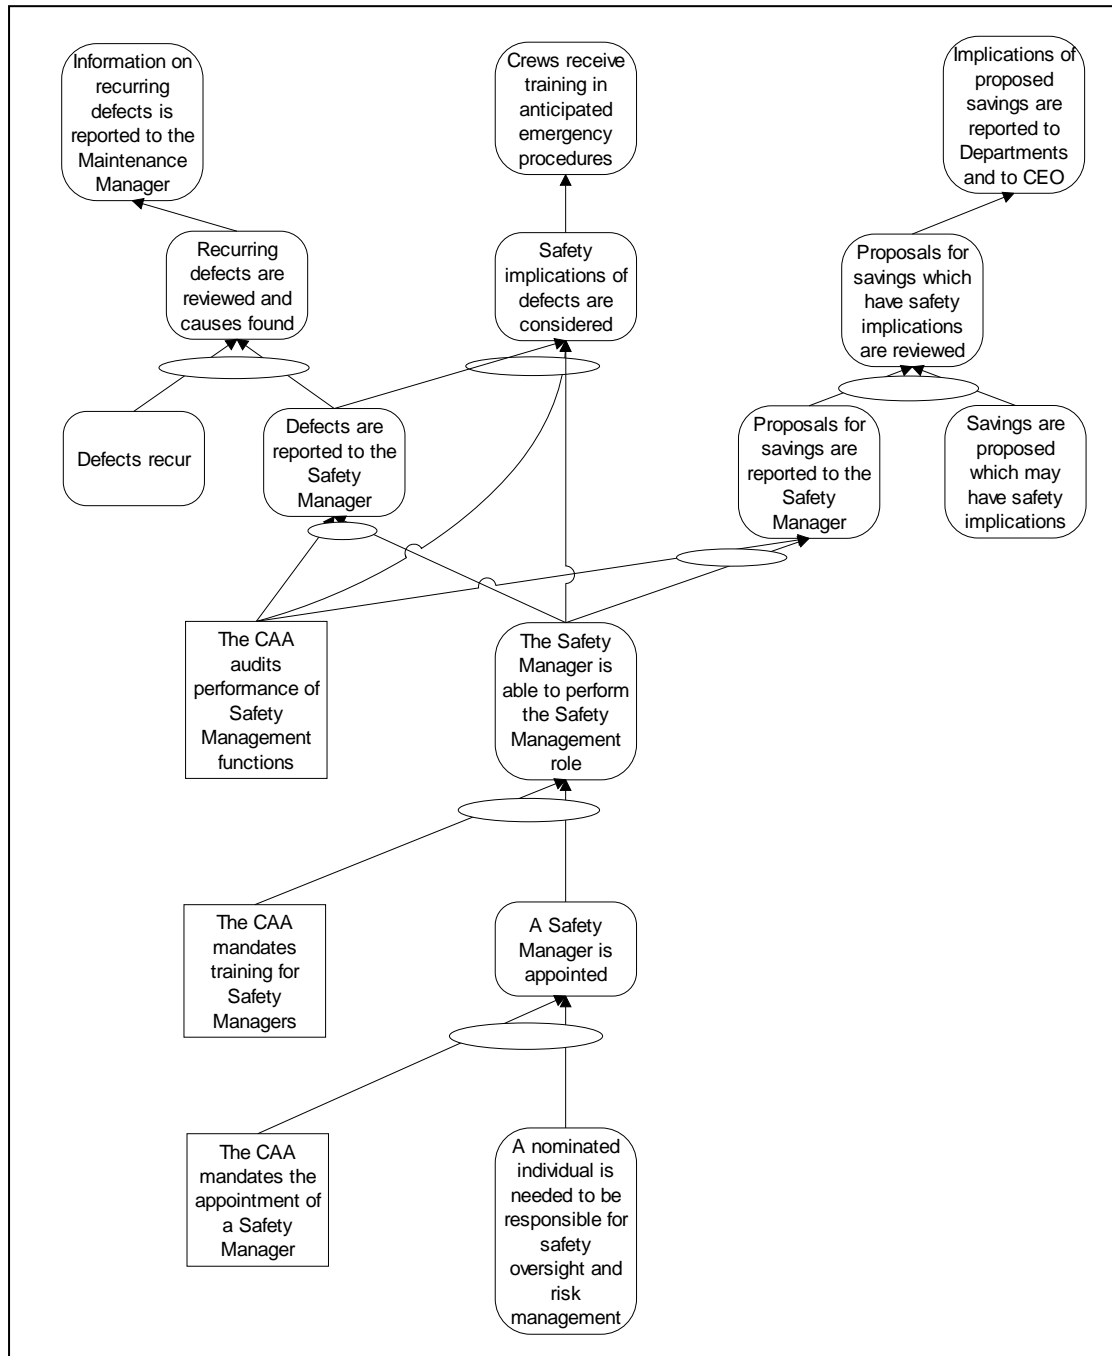 Information on
recurring
defects is
reported to the
Maintenance
Manager
Crews receive
training in
anticipated
emergency
procedures
Implications of
proposed
savings are
reported to
Departments
and to CEO
Recurring
defects are
reviewed and
causes found
Safety
implications of
defects are
considered
Proposals for
savings which
have safety
implications
are reviewed
Defects recur
Defects are
reported to the
Safety
Manager
Proposals for
savings are
reported to the
Safety
Manager
Savings are
proposed
which may
have safety
implications
The CAA
audits
performance of
Safety
Management
functions
The Safety
Manager is
able to perform
the Safety
Management
role
The CAA
mandates
training for
Safety
Managers
A Safety
Manager is
appointed
The CAA
mandates the
appointment of
a Safety
Manager
A nominated
individual is
needed to be
responsible for
safety
oversight and
risk
management